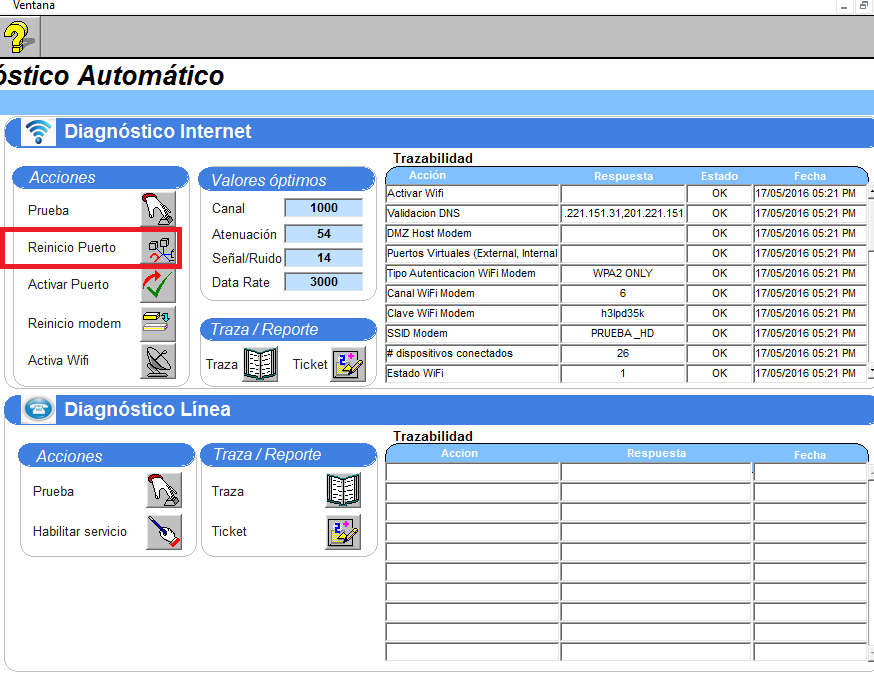 Ventana
óstico Automático
Diagnóstico Internet
Acciones
Prueba
Reinicio Puerto
Activar Puerto
Reinicio modem
Activa Wifi
Valores óptimos
Canal 1000
Atenuación 54
Señal/Ruido 14
Data Rate 3000
Traza / Reporte
Traza Ticket
Trazabilidad
Acción Respuesta Estado Fecha
Activar Wifi OK 17/05/2016 05:21 PM
Validacion DNS .221.151.31,201.221.151 OK 17/05/2016 05:21 PM
DMZ Host Modem OK 17/05/2016 05:21 PM
Puertos Virtuales (External, Internal OK 17/05/2016 05:21 PM
Tipo Autenticacion WiFi Modem WPA2 ONLY OK 17/05/2016 05:21 PM
Canal WiFi Modem 6 OK 17/05/2016 05:21 PM
Clave WiFi Modem h3lpd35k OK 17/05/2016 05:21 PM
SSID Modem PRUEBA_HD OK 17/05/2016 05:21 PM
# dispositivos conectados 26 OK 17/05/2016 05:21 PM
Estado WiFi 1 OK 17/05/2016 05:21 PM
Diagnóstico Línea
Acciones
Prueba
Habilitar servicio
Traza / Reporte
Traza
Ticket
Trazabilidad
Accion Respuesta Fecha